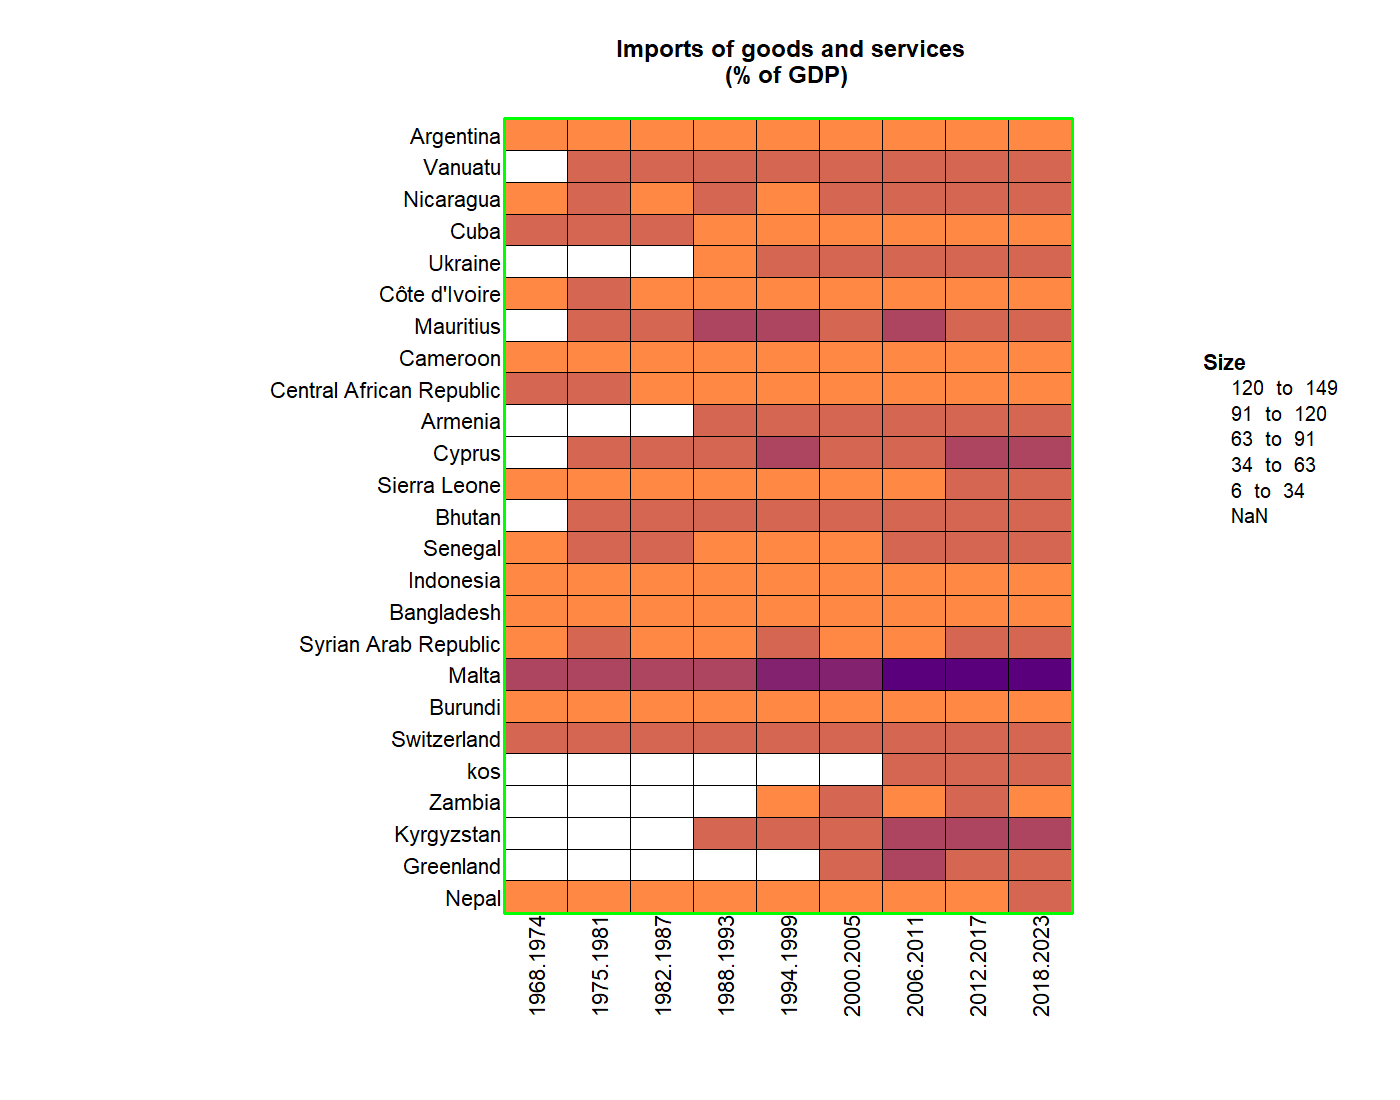 Imports of goods and services
(% of GDP)
Argentina
Vanuatu
Nicaragua
Cuba
Ukraine
Côte d'Ivoire
Mauritius
Cameroon
Central African Republic
Armenia
Cyprus
Sierra Leone
Bhutan
Senegal
Indonesia
Bangladesh
Syrian Arab Republic
Malta
Burundi
Switzerland
kos
Zambia
Kyrgyzstan
Greenland
Nepal
1968.1974
1975.1981
1982.1987
1988.1993
1994.1999
2000.2005
2006.2011
2012.2017
2018.2023
Size
120 to 149
91 to 120
63 to 91
34 to 63
6 to 34
NaN